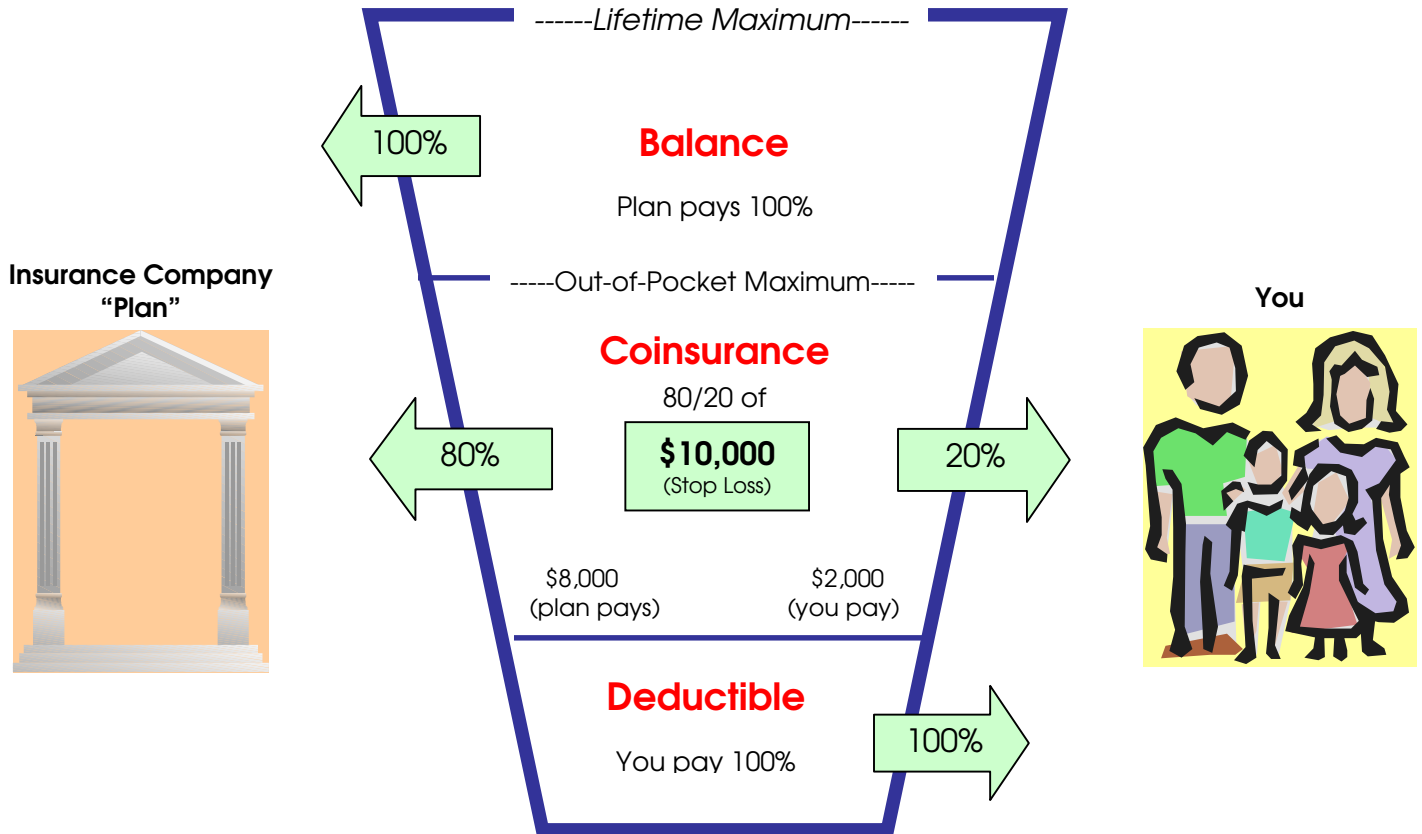 ------Lifetime Maximum------
100%
Balance
Plan pays 100%
Insurance Company
“Plan”
-----Out-of-Pocket Maximum-----
You
Coinsurance
80/20 of
80%
$10,000
(Stop Loss)
20%
$8,000
(plan pays)
$2,000
(you pay)
Deductible
You pay 100%
100%